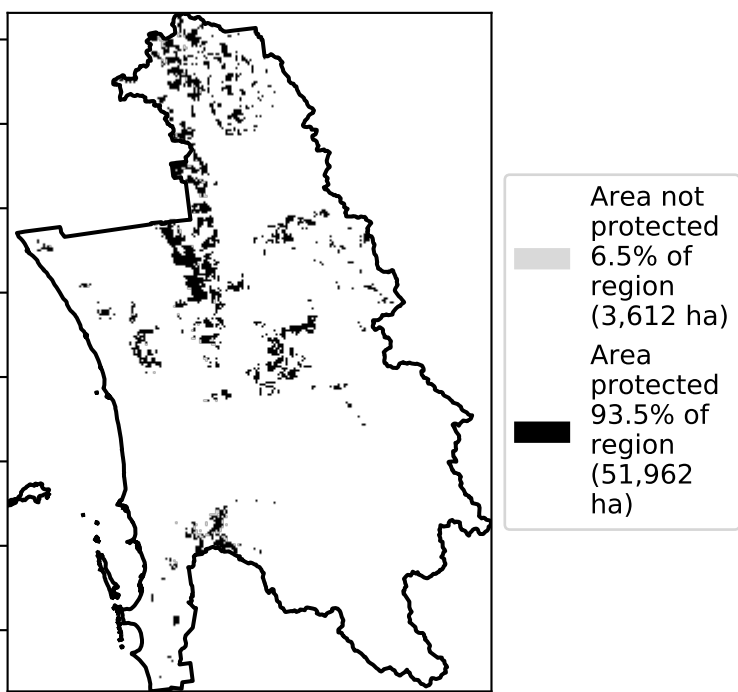 Area not
protected
6.5% of
region
(3,612 ha)
Area
protected
93.5% of
region
(51,962
ha)